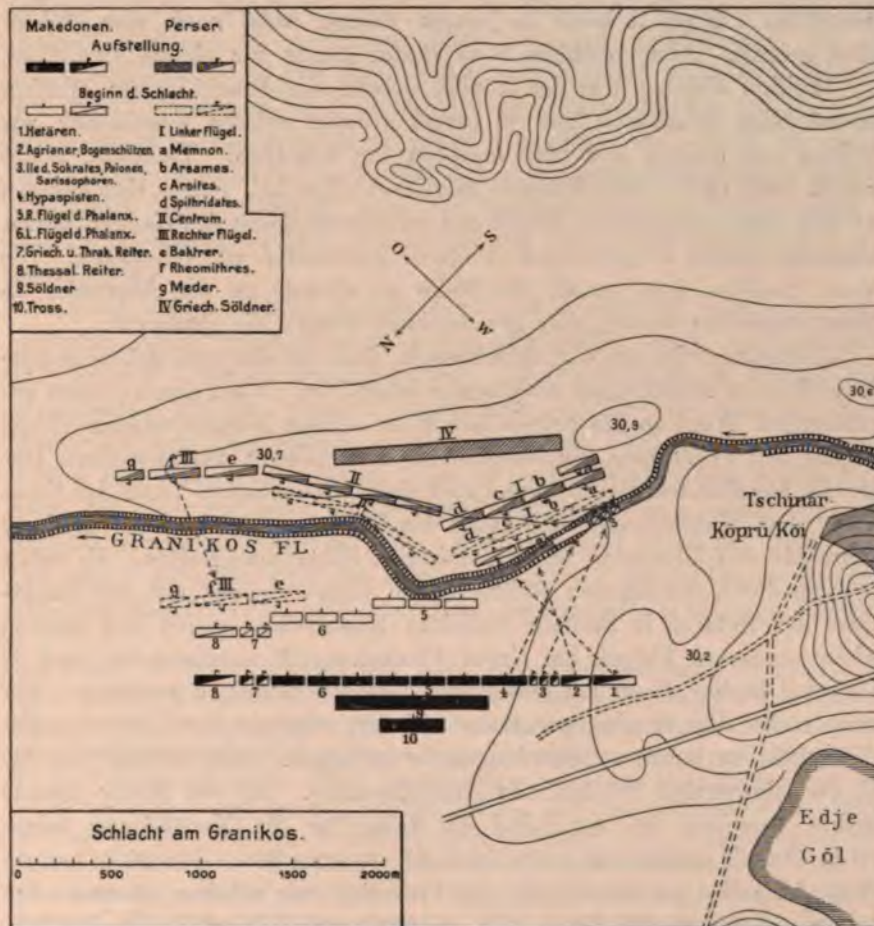 Makedonen. Perser.
Aufstellung.
Beginn d. Schlacht.
1. Hetären.
2. Agrianer, Bogenschützen.
3. Ile d. Sokrates, Paionen,
Sarissophoren.
4. Hypaspisten.
5. R. Flügel d. Phalanx.
6. L. Flügel d. Phalanx.
7. Griech. u. Thrak. Reiter.
8. Thessal. Reiter.
9. Söldner
10. Tross.
I Linker Flügel.
a Memnon.
b Arsames.
c Arsites.
d Spithridates.
II Centrum.
III Rechter Flügel.
e Baktrer.
f Rheomithres.
g Meder.
IV Griech. Söldner.
O S
N W
30,9
30,7
IV
g f III e
II
d c I b a
Tschinar
Köprü Köi
GRANIKOS FL
g f III e
d c I b a
8 7 6 5
30,2
8 7 6 5 4 3 2 1
9
10
Edje
Göl
Schlacht am Granikos.
0 500 1000 1500 2000m